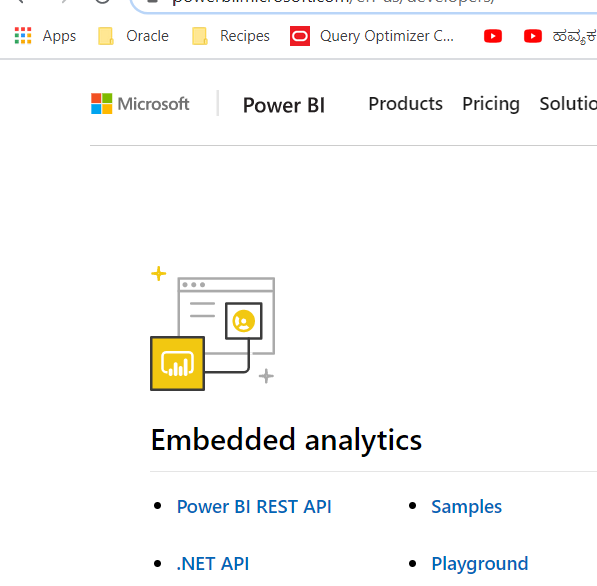 powerbi.microsoft.com/en-us/developers/
Apps Oracle Recipes Query Optimizer C... ಹವ್ಯಕ
Microsoft Power BI Products Pricing Solutio
Embedded analytics
• Power BI REST API • Samples
• .NET API • Playground